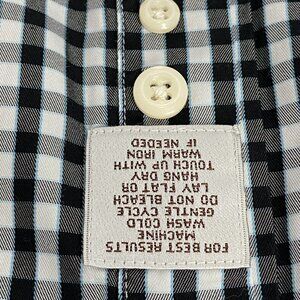 FOR BEST RESULTS
MACHINE
WASH COLD
GENTLE CYCLE
DO NOT BLEACH
LAY FLAT OR
HAND DRY
TOUCH UP WITH
WARM IRON
IF NEEDED